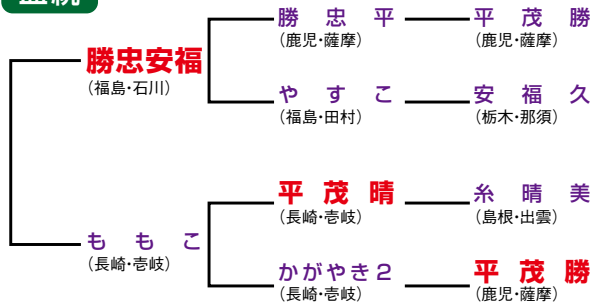 血統
勝忠平
(鹿児・薩摩)
平茂勝
(鹿児・薩摩)
勝忠安福
(福島・石川)
やすこ
(福島・田村)
安福久
(栃木・那須)
平茂晴
(長崎・壱岐)
糸晴美
(島根・出雲)
ももこ
(長崎・壱岐)
かがやき2
(長崎・壱岐)
平茂勝
(鹿児・薩摩)